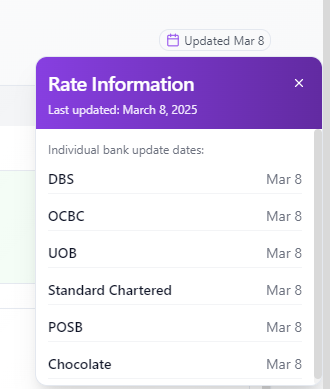 Updated Mar 8
Rate Information
Last updated: March 8, 2025
Individual bank update dates:
DBS Mar 8
OCBC Mar 8
UOB Mar 8
Standard Chartered Mar 8
POSB Mar 8
Chocolate Mar 8